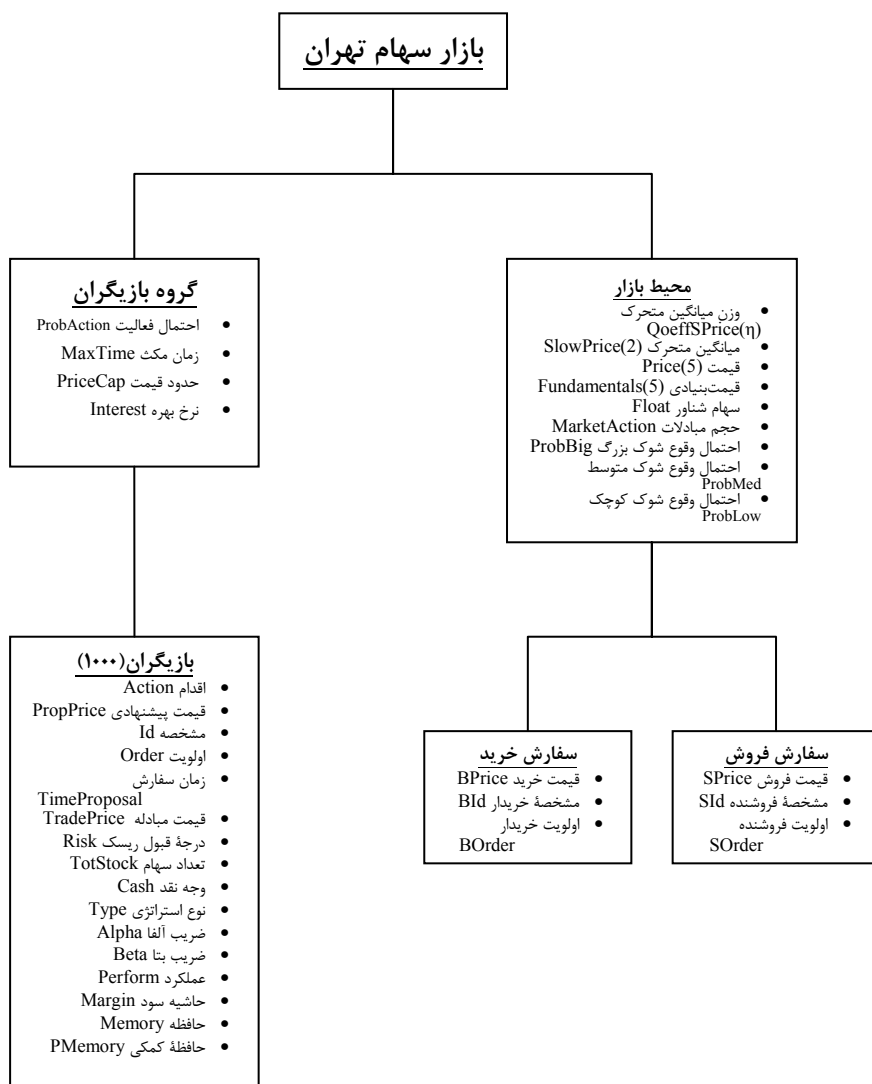 بازار سهام تهران
محیط بازار
• وزن میانگین متحرک
QoeffSPrice(η)
• میانگین متحرک SlowPrice(2)
• قیمت Price(5)
• قیمت‌بنیادی Fundamentals(5)
• سهام شناور Float
• حجم مبادلات MarketAction
• احتمال وقوع شوک بزرگ ProbBig
• احتمال وقوع شوک متوسط
ProbMed
• احتمال وقوع شوک کوچک
ProbLow
گروه بازیگران
• احتمال فعالیت ProbAction
• زمان مکث MaxTime
• حدود قیمت PriceCap
• نرخ بهره Interest
سفارش فروش
• قیمت فروش SPrice
• مشخصۀ فروشنده SId
• اولویت فروشنده
SOrder
سفارش خرید
• قیمت خرید BPrice
• مشخصۀ خریدار BId
• اولویت خریدار
BOrder
بازیگران(۱۰۰۰)
• اقدام Action
• قیمت پیشنهادی PropPrice
• مشخصه Id
• اولویت Order
• زمان سفارش
TimeProposal
• قیمت مبادله TradePrice
• درجۀ قبول ریسک Risk
• تعداد سهام TotStock
• وجه نقد Cash
• نوع استراتژی Type
• ضریب آلفا Alpha
• ضریب بتا Beta
• عملکرد Perform
• حاشیه سود Margin
• حافظه Memory
• حافظۀ کمکی PMemory